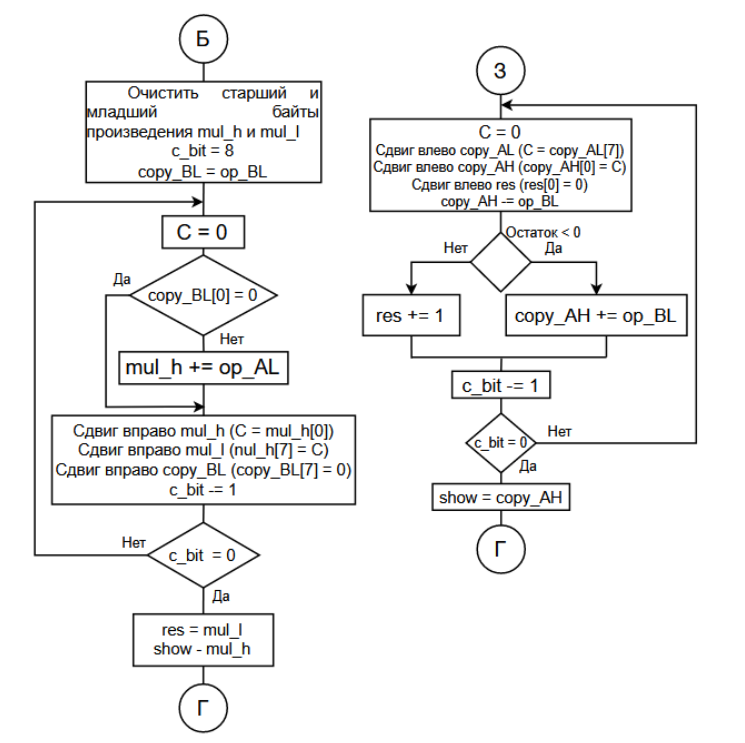 Б
Очистить старший и
младший байты
произведения mul_h и mul_l
c_bit = 8
copy_BL = op_BL
C = 0
Да
copy_BL[0] = 0
Нет
mul_h += op_AL
Сдвиг вправо mul_h (C = mul_h[0])
Сдвиг вправо mul_l (nul_h[7] = C)
Сдвиг вправо copy_BL (copy_BL[7] = 0)
c_bit -= 1
Нет
c_bit = 0
Да
res = mul_l
show - mul_h
Г
З
C = 0
Сдвиг влево copy_AL (C = copy_AL[7])
Сдвиг влево copy_AH (copy_AH[0] = C)
Сдвиг влево res (res[0] = 0)
copy_AH -= op_BL
Остаток < 0
Нет
Да
res += 1
copy_AH += op_BL
c_bit -= 1
c_bit = 0
Нет
Да
show = copy_AH
Г